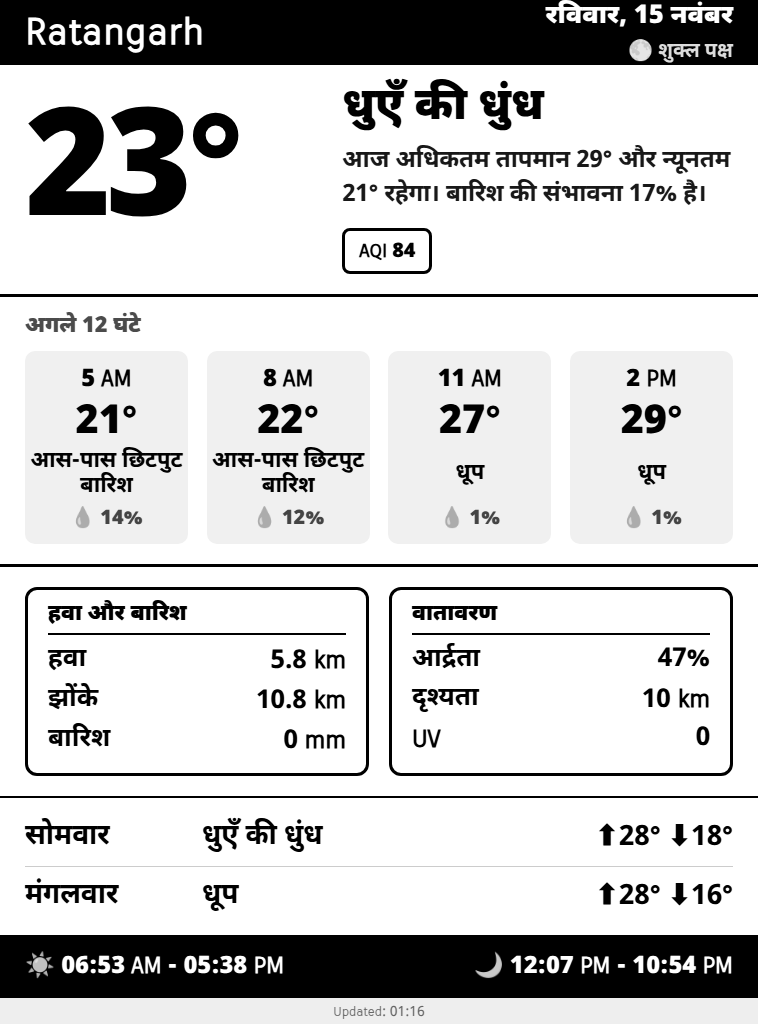 Ratangarh
रविवार, 15 नवंबर
शुक्ल पक्ष
23°
धुएँ की धुंध
आज अधिकतम तापमान 29° और न्यूनतम
21° रहेगा। बारिश की संभावना 17% है।
AQI 84
अगले 12 घंटे
5 AM
21°
आस-पास छिटपुट
बारिश
14%
8 AM
22°
आस-पास छिटपुट
बारिश
12%
11 AM
27°
धूप
1%
2 PM
29°
धूप
1%
हवा और बारिश
हवा 5.8 km
झोंके 10.8 km
बारिश 0 mm
वातावरण
आर्द्रता 47%
दृश्यता 10 km
UV 0
सोमवार धुएँ की धुंध ⬆28° ⬇18°
मंगलवार धूप ⬆28° ⬇16°
06:53 AM - 05:38 PM
12:07 PM - 10:54 PM
Updated: 01:16